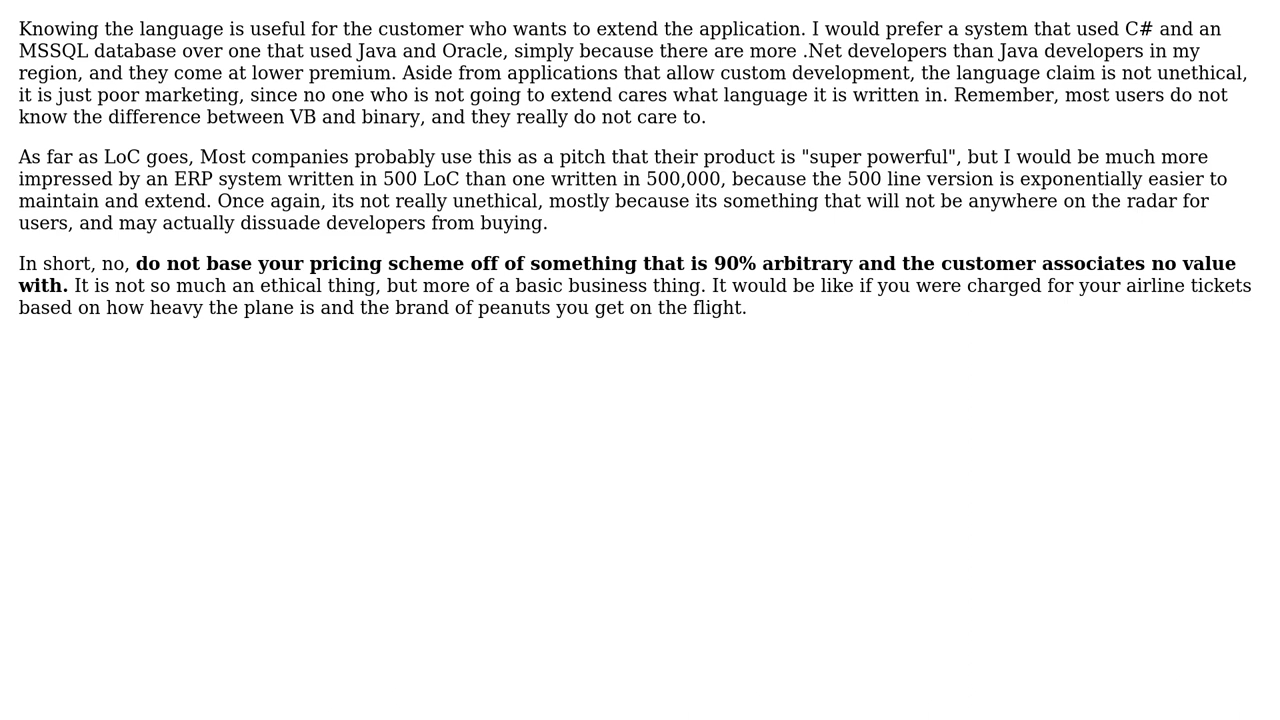 Knowing the language is useful for the customer who wants to extend the application. I would prefer a system that used C# and an
MSSQL database over one that used Java and Oracle, simply because there are more .Net developers than Java developers in my
region, and they come at lower premium. Aside from applications that allow custom development, the language claim is not unethical,
it is just poor marketing, since no one who is not going to extend cares what language it is written in. Remember, most users do not
know the difference between VB and binary, and they really do not care to.
As far as LoC goes, Most companies probably use this as a pitch that their product is "super powerful", but I would be much more
impressed by an ERP system written in 500 LoC than one written in 500,000, because the 500 line version is exponentially easier to
maintain and extend. Once again, its not really unethical, mostly because its something that will not be anywhere on the radar for
users, and may actually dissuade developers from buying.
In short, no, do not base your pricing scheme off of something that is 90% arbitrary and the customer associates no value
with. It is not so much an ethical thing, but more of a basic business thing. It would be like if you were charged for your airline tickets
based on how heavy the plane is and the brand of peanuts you get on the flight.